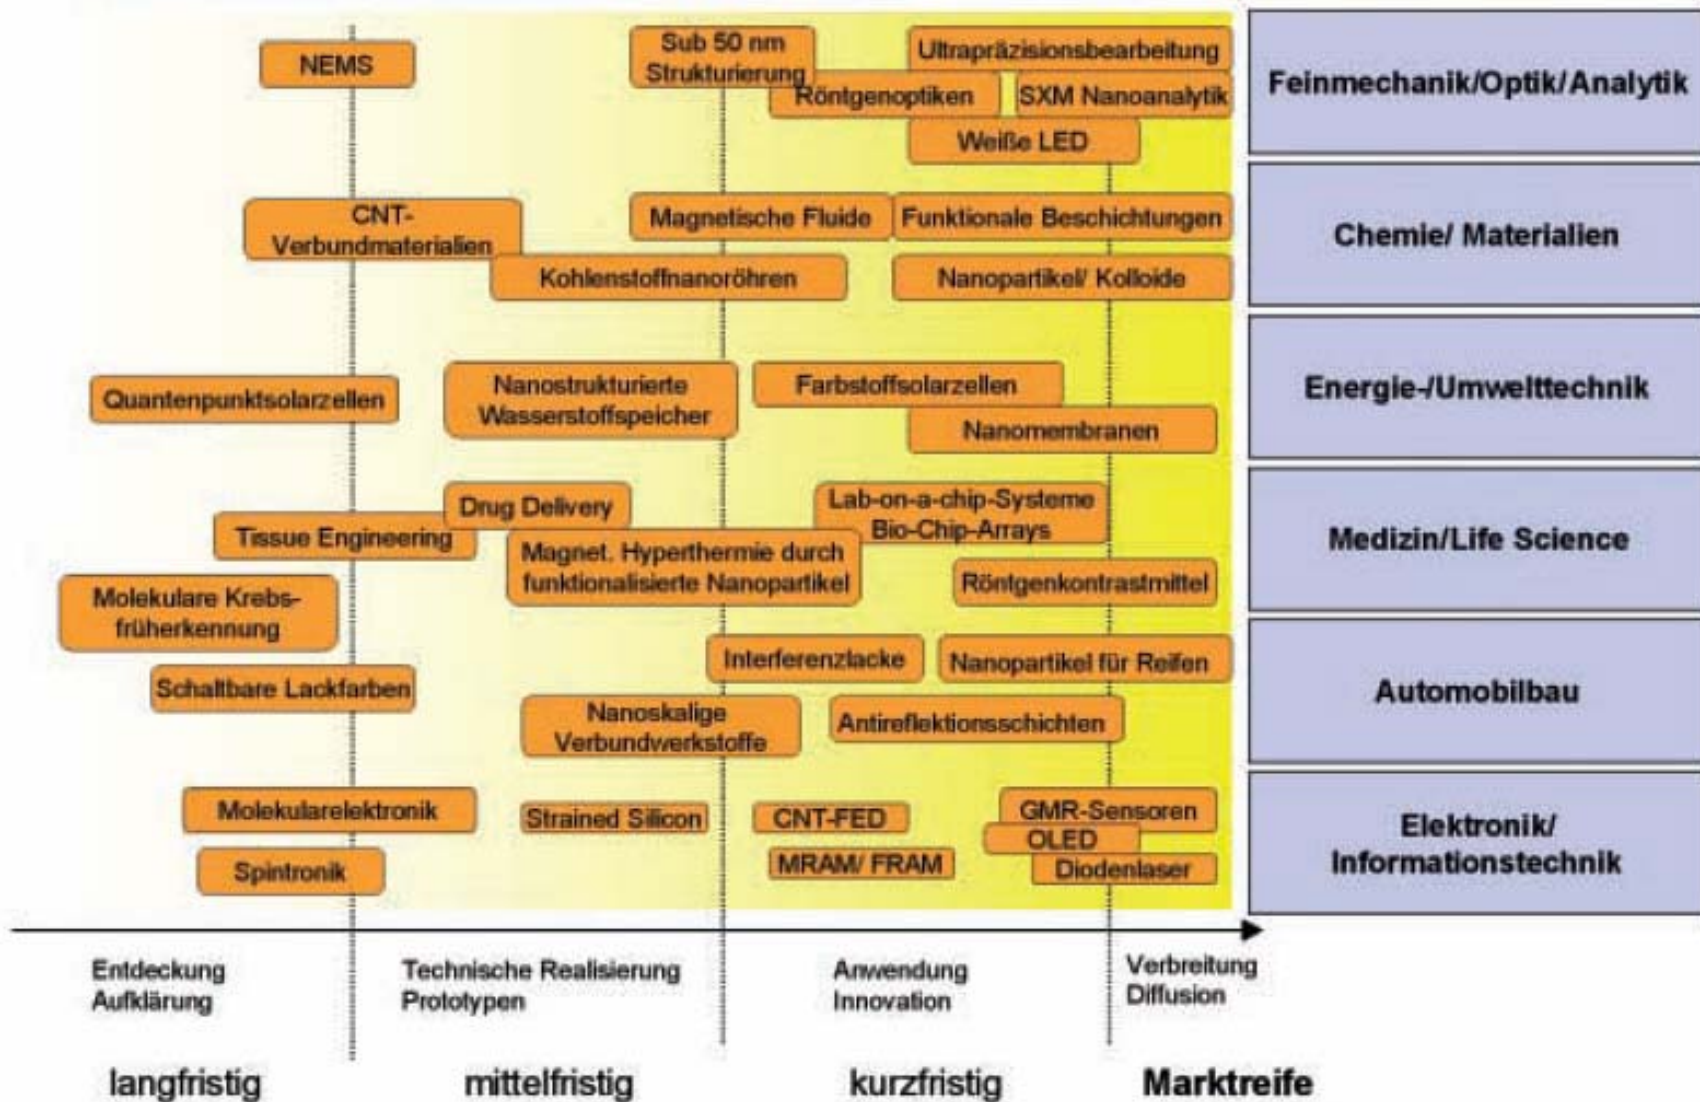 NEMS
Sub 50 nm
Strukturierung
Ultrapräzisionsbearbeitung
Röntgenoptiken
SXM Nanoanalytik
Weiße LED
Feinmechanik/Optik/Analytik
CNT-
Verbundmaterialien
Magnetische Fluide
Funktionale Beschichtungen
Kohlenstoffnanoröhren
Nanopartikel/ Kolloide
Chemie/ Materialien
Quantenpunktsolarzellen
Nanostrukturierte
Wasserstoffspeicher
Farbstoffsolarzellen
Nanomembranen
Energie-/Umwelttechnik
Drug Delivery
Tissue Engineering
Lab-on-a-chip-Systeme
Bio-Chip-Arrays
Magnet. Hyperthermie durch
funktionalisierte Nanopartikel
Röntgenkontrastmittel
Molekulare Krebs-
früherkennung
Medizin/Life Science
Interferenzlacke
Nanopartikel für Reifen
Schaltbare Lackfarben
Nanoskalige
Verbundwerkstoffe
Antireflektionsschichten
Automobilbau
Molekularelektronik
Strained Silicon
CNT-FED
GMR-Sensoren
OLED
Spintronik
MRAM/ FRAM
Diodenlaser
Elektronik/
Informationstechnik
Entdeckung
Aufklärung
Technische Realisierung
Prototypen
Anwendung
Innovation
Verbreitung
Diffusion
langfristig
mittelfristig
kurzfristig
Marktreife